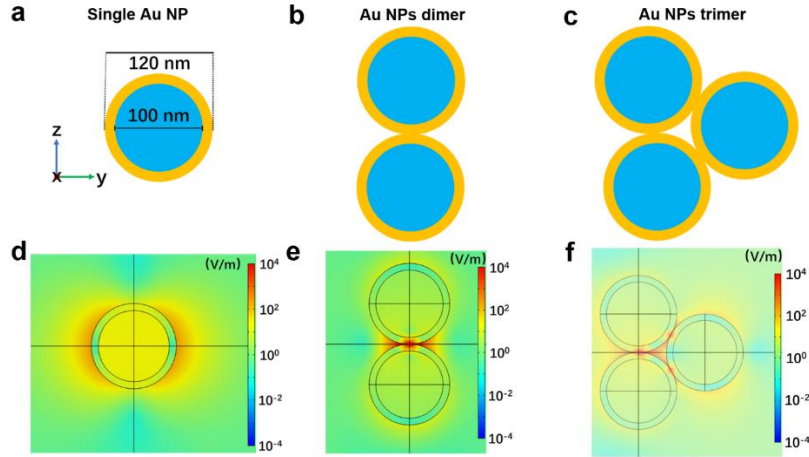 a
Single Au NP
b
Au NPs dimer
c
Au NPs trimer
120 nm
100 nm
z
x
y
d
(V/m)
10⁴
10²
10⁰
10⁻²
10⁻⁴
e
(V/m)
10⁴
10²
10⁰
10⁻²
10⁻⁴
f
(V/m)
10⁴
10²
10⁰
10⁻²
10⁻⁴